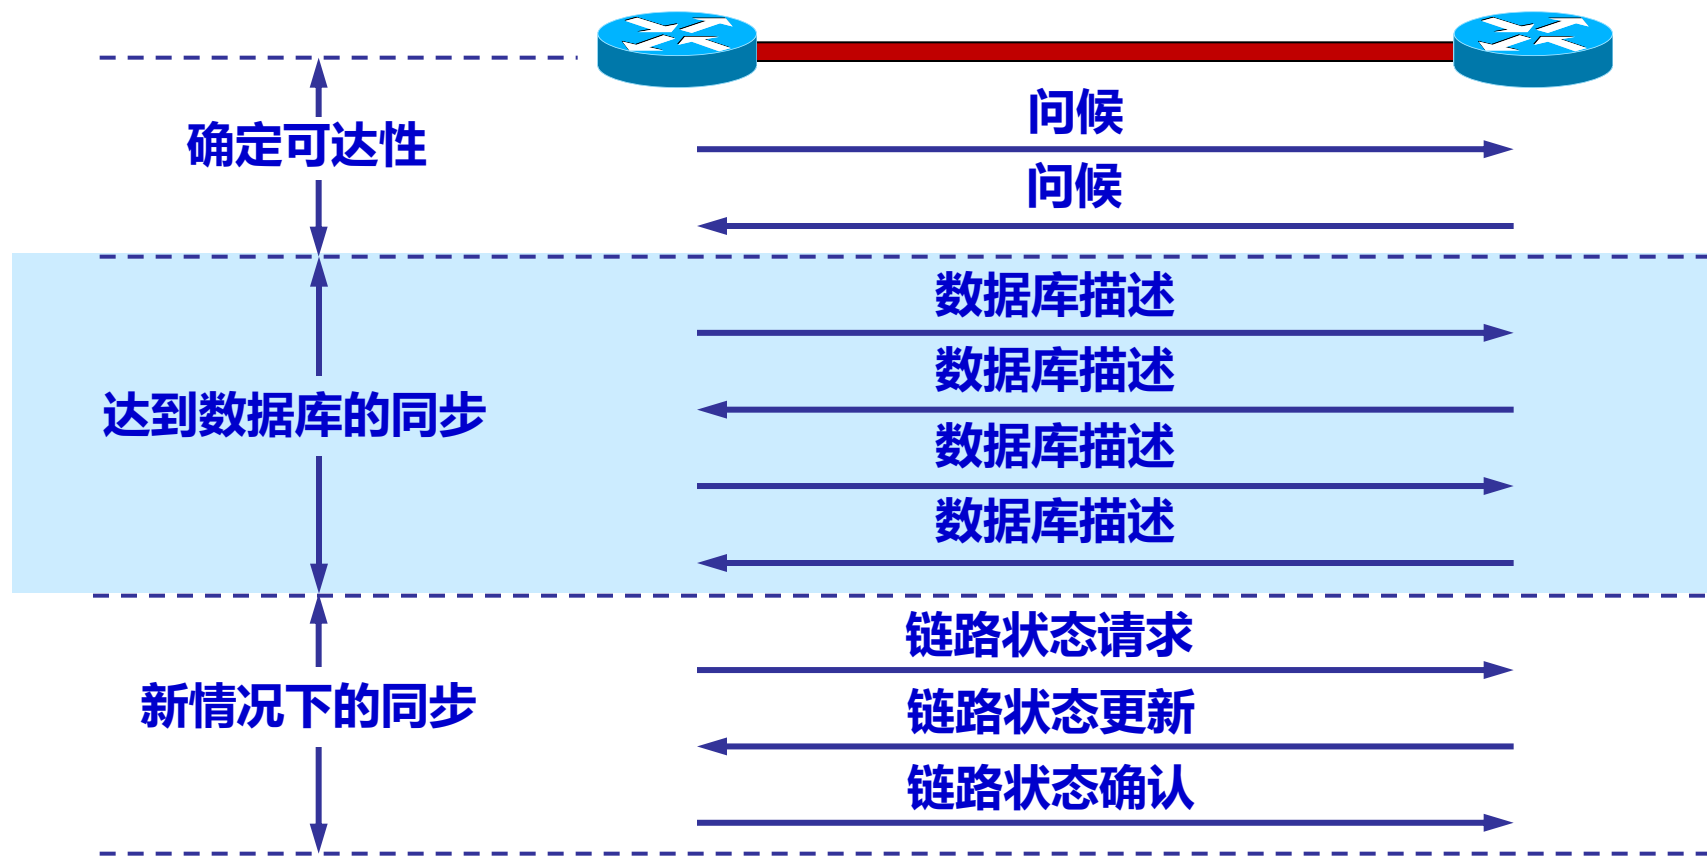 问候
确定可达性
问候
数据库描述
数据库描述
达到数据库的同步
数据库描述
数据库描述
链路状态请求
新情况下的同步
链路状态更新
链路状态确认